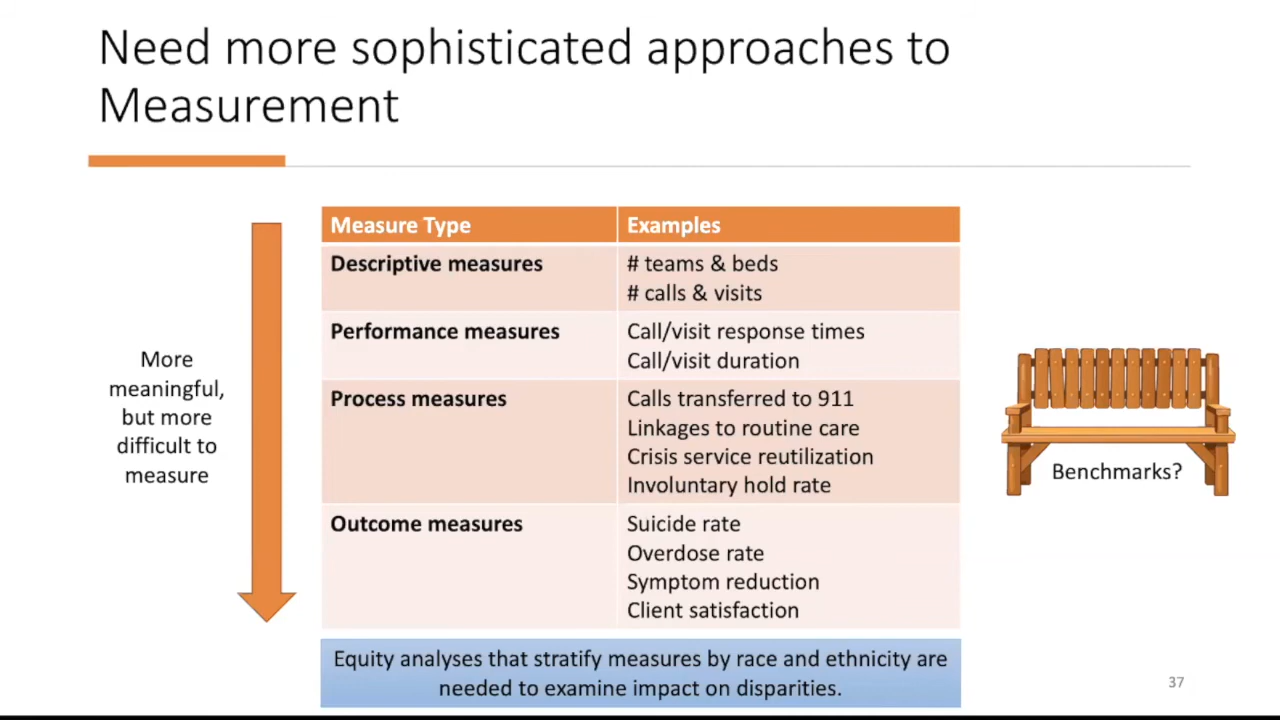 Need more sophisticated approaches to
Measurement
More
meaningful,
but more
difficult to
measure
Measure Type
Examples
Descriptive measures
# teams & beds
# calls & visits
Performance measures
Call/visit response times
Call/visit duration
Process measures
Calls transferred to 911
Linkages to routine care
Crisis service reutilization
Involuntary hold rate
Outcome measures
Suicide rate
Overdose rate
Symptom reduction
Client satisfaction
Benchmarks?
Equity analyses that stratify measures by race and ethnicity are
needed to examine impact on disparities.
37